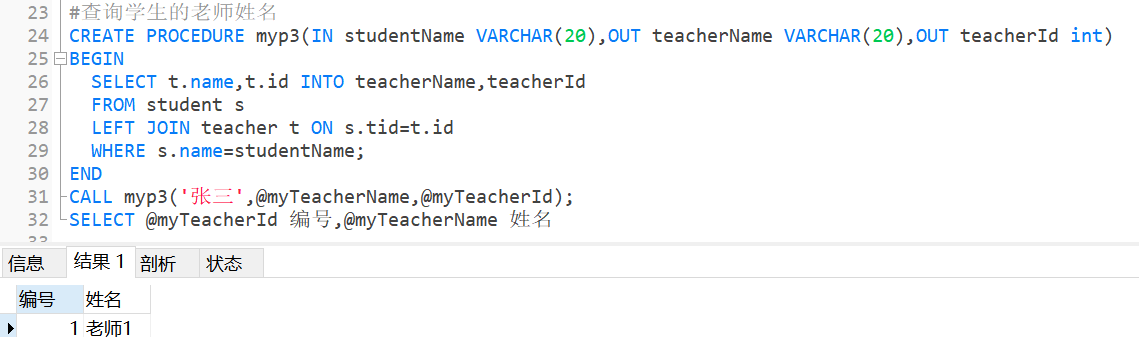 23 #查询学生的老师姓名
24 CREATE PROCEDURE myp3(IN studentName VARCHAR(20),OUT teacherName VARCHAR(20),OUT teacherId int)
25 BEGIN
26 SELECT t.name,t.id INTO teacherName,teacherId
27 FROM student s
28 LEFT JOIN teacher t ON s.tid=t.id
29 WHERE s.name=studentName;
30 END
31 CALL myp3('张三',@myTeacherName,@myTeacherId);
32 SELECT @myTeacherId 编号,@myTeacherName 姓名
33
信息 结果 1 剖析 状态
编号 姓名
1 老师1